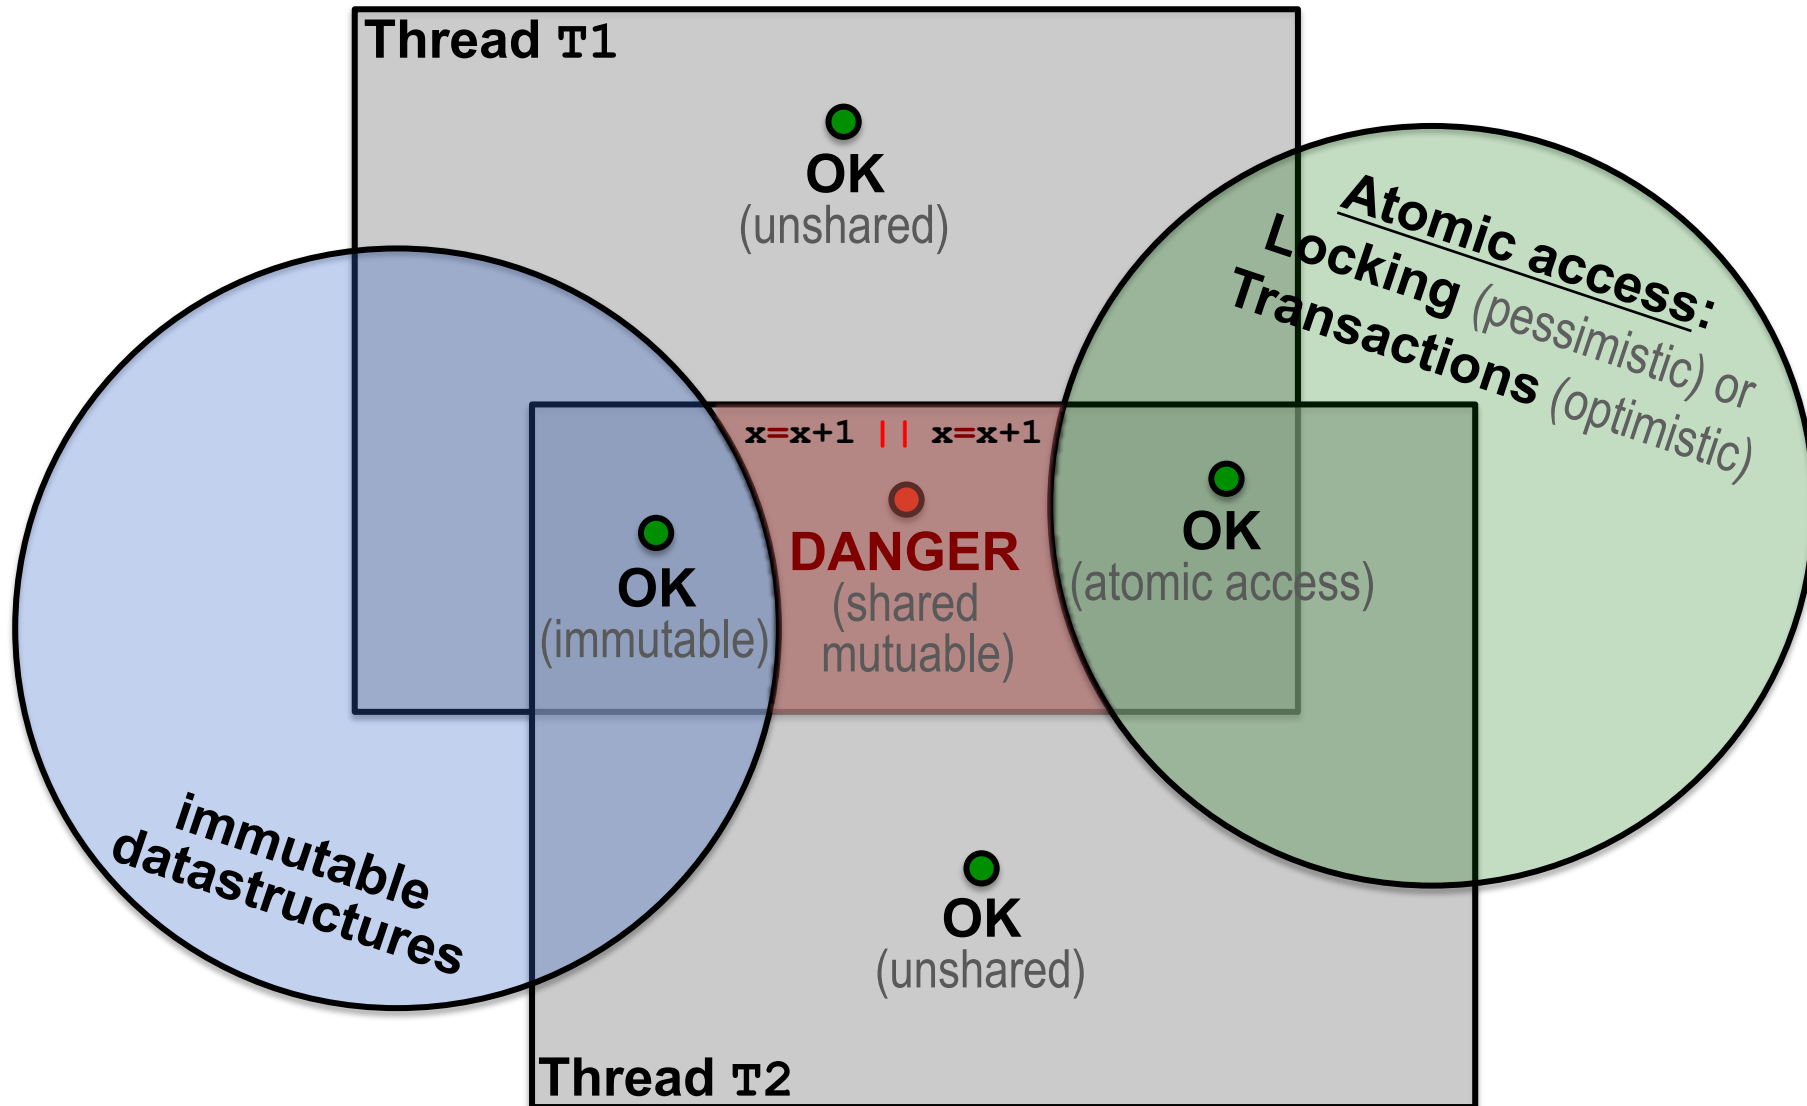 Thread T1
OK
(unshared)
Atomic access:
Locking (pessimistic) or
Transactions (optimistic)
x=x+1 || x=x+1
OK
(immutable)
DANGER
(shared
mutuable)
OK
(atomic access)
immutable
datastructures
OK
(unshared)
Thread T2